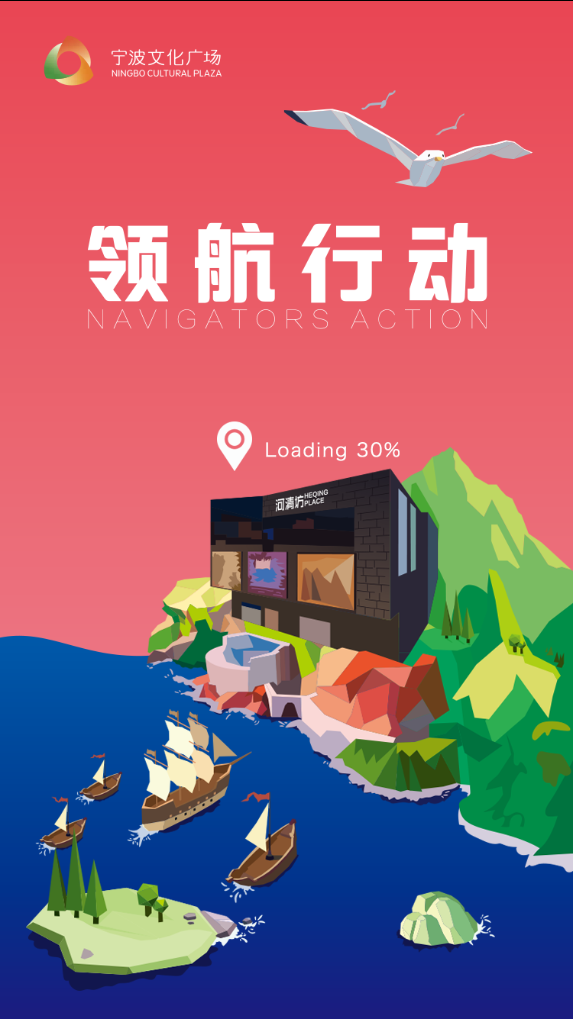 宁波文化广场
NINGBO CULTURAL PLAZA
领航行动
NAVIGATORS ACTION
Loading 30%
河清坊 HEQING
PLACE